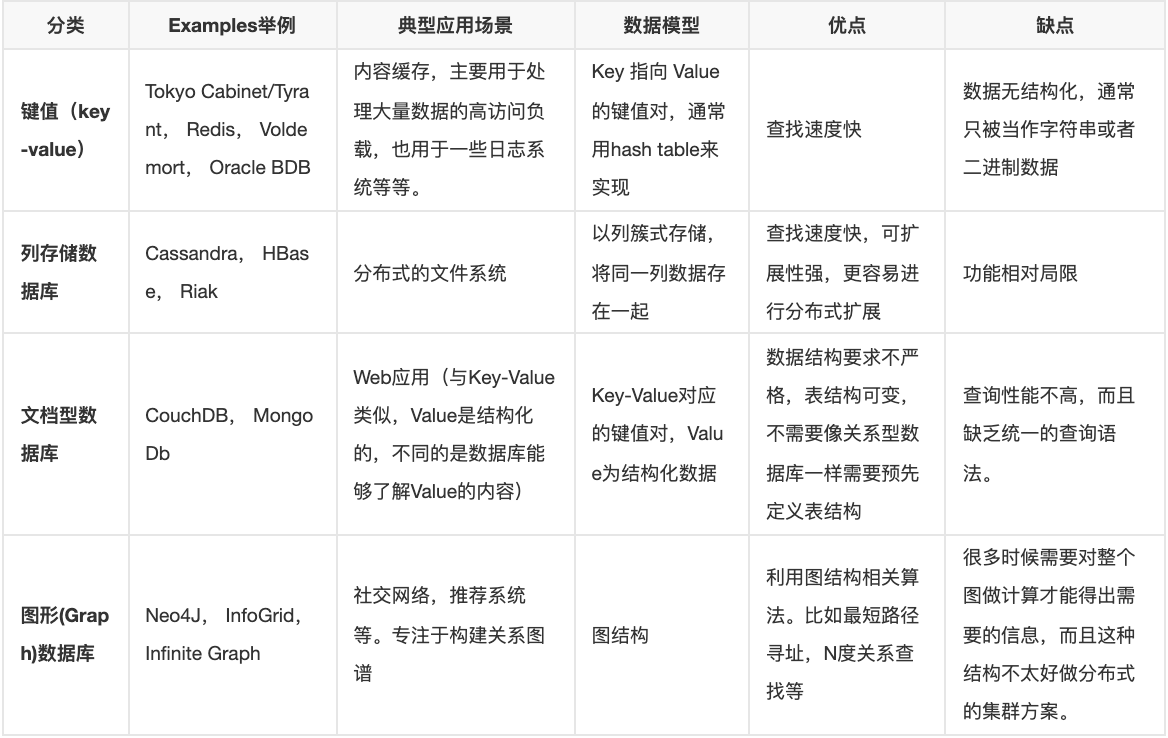 分类
Examples举例
典型应用场景
数据模型
优点
缺点
键值（key
-value）
Tokyo Cabinet/Tyra
nt， Redis， Volde
mort， Oracle BDB
内容缓存，主要用于处
理大量数据的高访问负
载，也用于一些日志系
统等等。
Key 指向 Value
的键值对，通常
用hash table来
实现
查找速度快
数据无结构化，通常
只被当作字符串或者
二进制数据
列存储数
据库
Cassandra， HBas
e， Riak
分布式的文件系统
以列簇式存储，
将同一列数据存
在一起
查找速度快，可扩
展性强，更容易进
行分布式扩展
功能相对局限
文档型数
据库
CouchDB， Mongo
Db
Web应用（与Key-Value
类似，Value是结构化
的，不同的是数据库能
够了解Value的内容）
Key-Value对应
的键值对，Valu
e为结构化数据
数据结构要求不严
格，表结构可变，
不需要像关系型数
据库一样需要预先
定义表结构
查询性能不高，而且
缺乏统一的查询语
法。
图形(Grap
h)数据库
Neo4J， InfoGrid，
Infinite Graph
社交网络，推荐系统
等。专注于构建关系图
谱
图结构
利用图结构相关算
法。比如最短路径
寻址，N度关系查
找等
很多时候需要对整个
图做计算才能得出需
要的信息，而且这种
结构不太好做分布式
的集群方案。